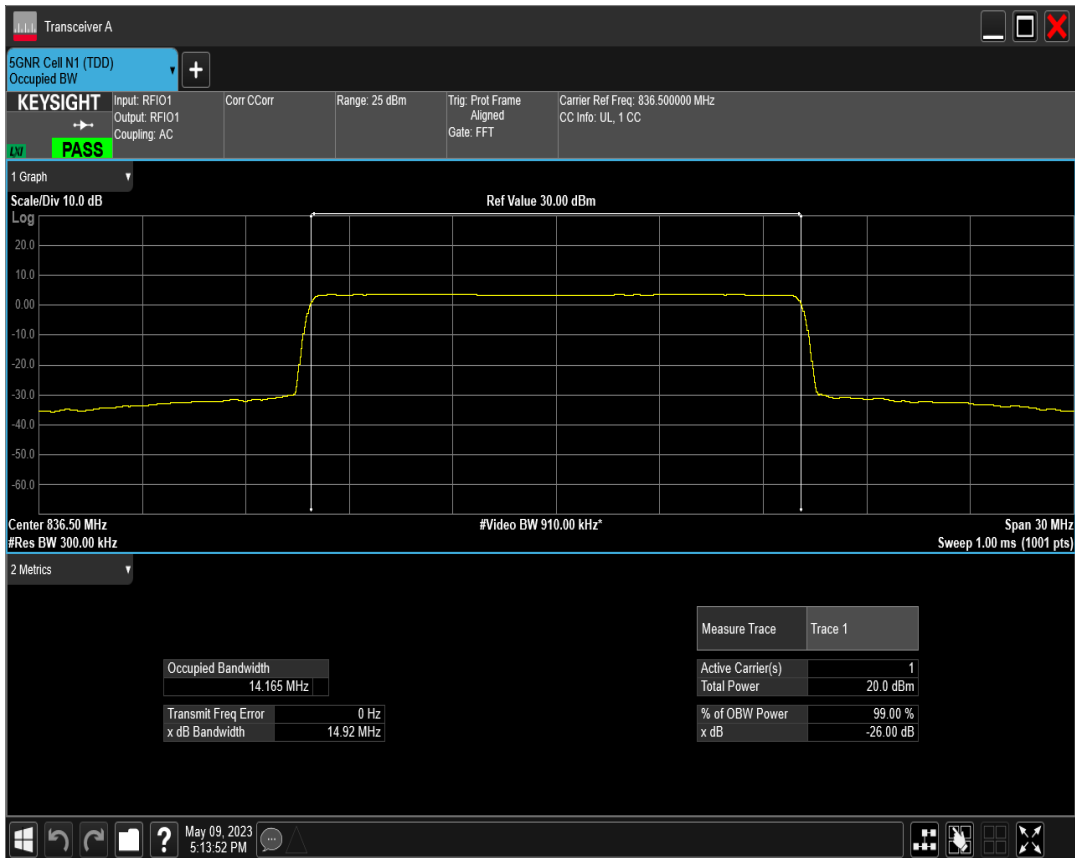 Transceiver A
5GNR Cell N1 (TDD)
Occupied BW
+
KEYSIGHT
LXI
PASS
Input: RFIO1
Output: RFIO1
Coupling: AC
Corr CCorr
Range: 25 dBm
Trig: Prot Frame
Aligned
Gate: FFT
Carrier Ref Freq: 836.500000 MHz
CC Info: UL, 1 CC
1 Graph
Scale/Div 10.0 dB
Ref Value 30.00 dBm
Log
20.0
10.0
0.00
-10.0
-20.0
-30.0
-40.0
-50.0
-60.0
Center 836.50 MHz
#Video BW 910.00 kHz*
Span 30 MHz
#Res BW 300.00 kHz
Sweep 1.00 ms (1001 pts)
2 Metrics
Measure Trace Trace 1
Occupied Bandwidth
14.165 MHz
Active Carrier(s) 1
Total Power 20.0 dBm
Transmit Freq Error 0 Hz
x dB Bandwidth 14.92 MHz
% of OBW Power 99.00 %
x dB -26.00 dB
?
May 09, 2023
5:13:52 PM